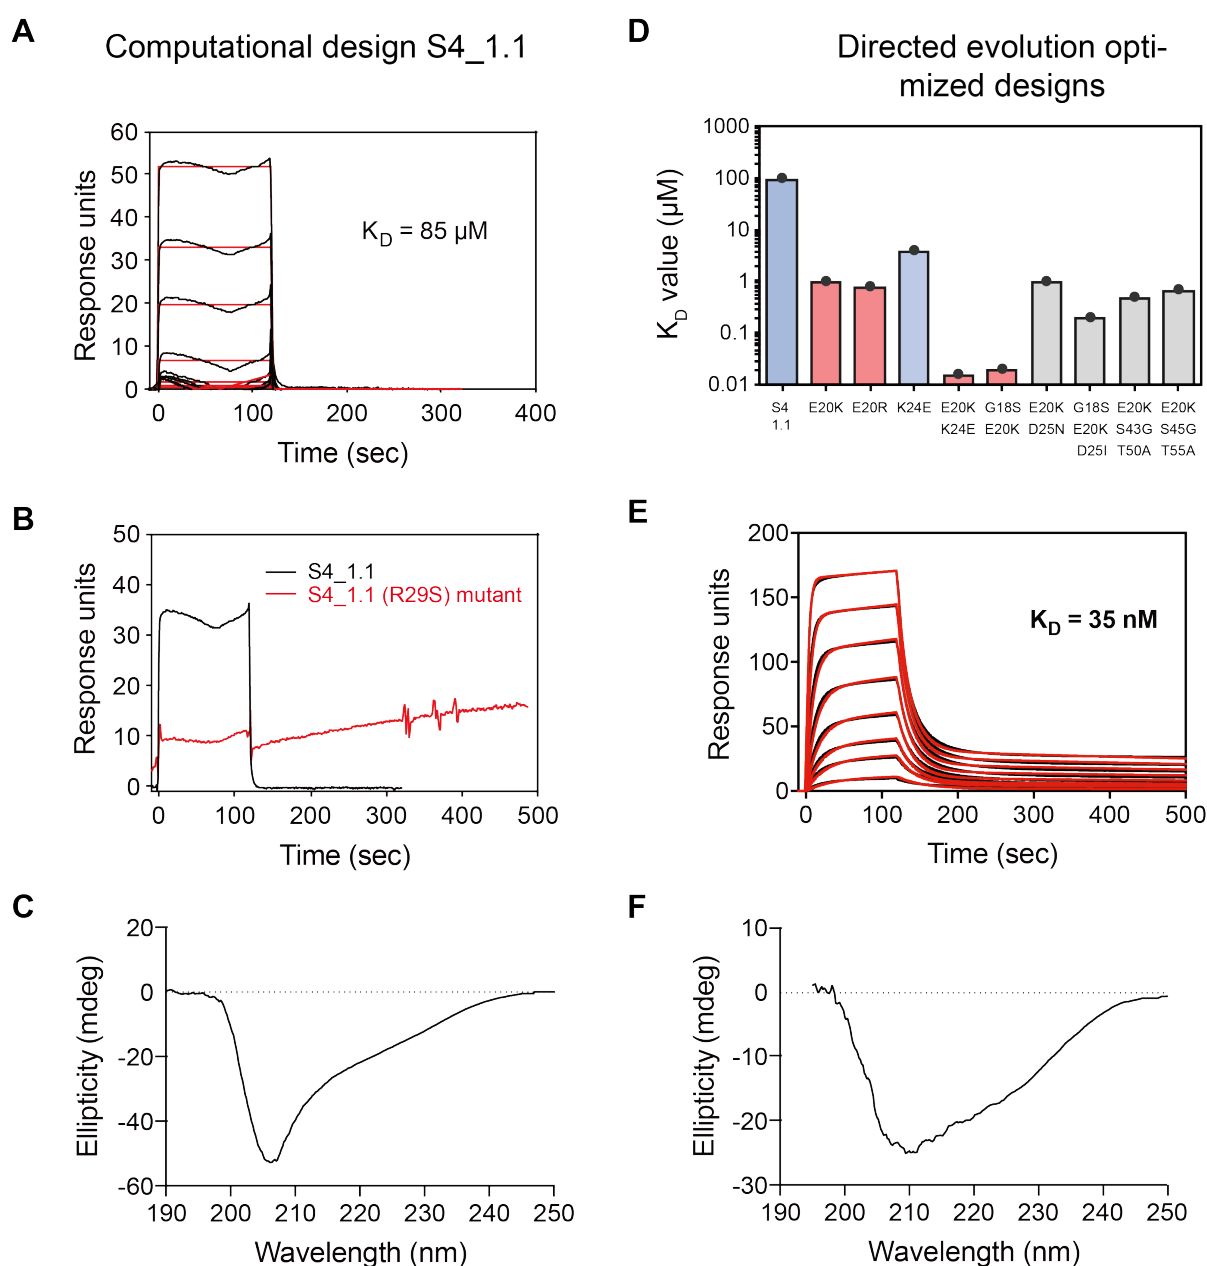 A
Computational design S4_1.1
60
50
40
30
20
10
0
Response units
K_D = 85 µM
0 100 200 300 400
Time (sec)
B
50
40
30
20
10
0
Response units
S4_1.1
S4_1.1 (R29S) mutant
0 100 200 300 400 500
Time (sec)
C
20
0
-20
-40
-60
Ellipticity (mdeg)
190 200 210 220 230 240 250
Wavelength (nm)
D
Directed evolution opti-
mized designs
1000
100
10
1
0.1
0.01
K_D value (µM)
S4 E20K E20R K24E E20K G18S E20K G18S E20K E20K
1.1 K24E E20K D25N E20K S43G S45G
D25I T50A T55A
E
200
150
100
50
0
Response units
K_D = 35 nM
0 100 200 300 400 500
Time (sec)
F
10
0
-10
-20
-30
Ellipticity (mdeg)
190 200 210 220 230 240 250
Wavelength (nm)